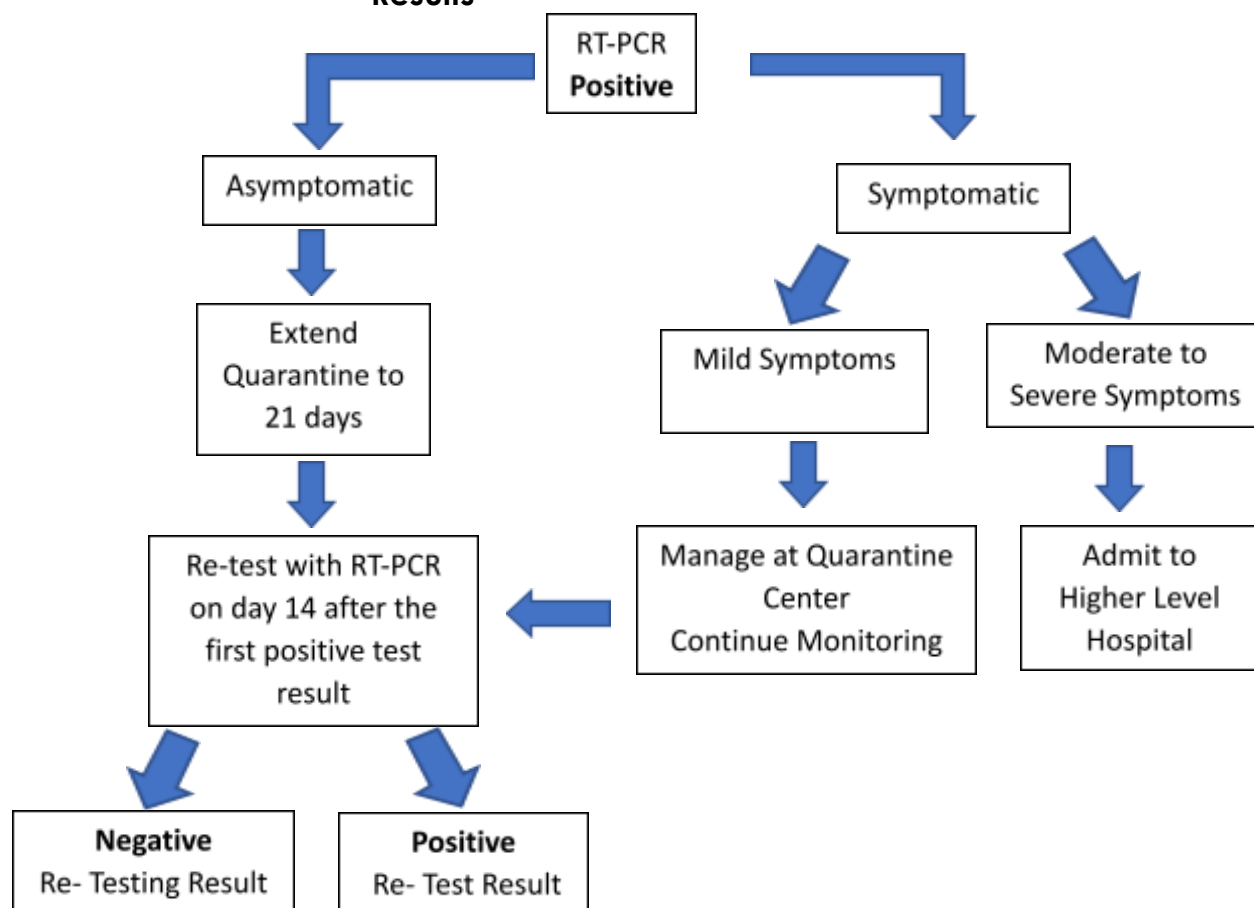 Results
RT-PCR
Positive
Asymptomatic
Symptomatic
Extend
Quarantine to
21 days
Mild Symptoms
Moderate to
Severe Symptoms
Re-test with RT-PCR
on day 14 after the
first positive test
result
Manage at Quarantine
Center
Continue Monitoring
Admit to
Higher Level
Hospital
Negative
Re- Testing Result
Positive
Re- Test Result